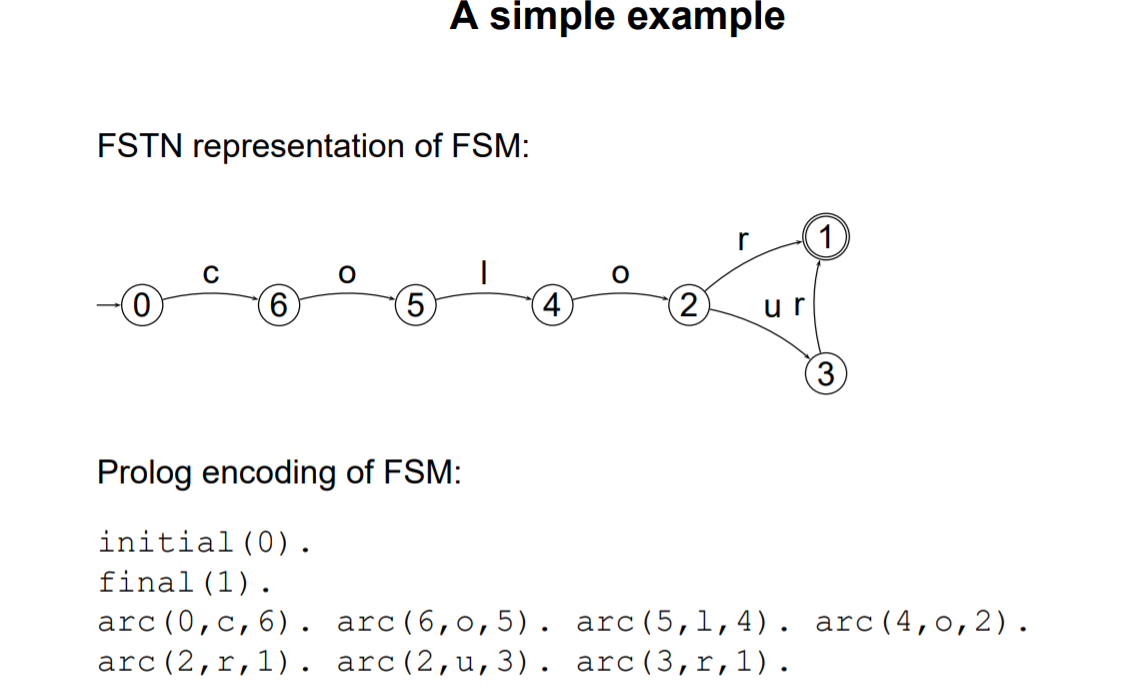 A simple example
FSTN representation of FSM:
r 1
c o l o
0 6 5 4 2 u r
3
Prolog encoding of FSM:
initial(0).
final(1).
arc(0,c,6). arc(6,o,5). arc(5,l,4). arc(4,o,2).
arc(2,r,1). arc(2,u,3). arc(3,r,1).